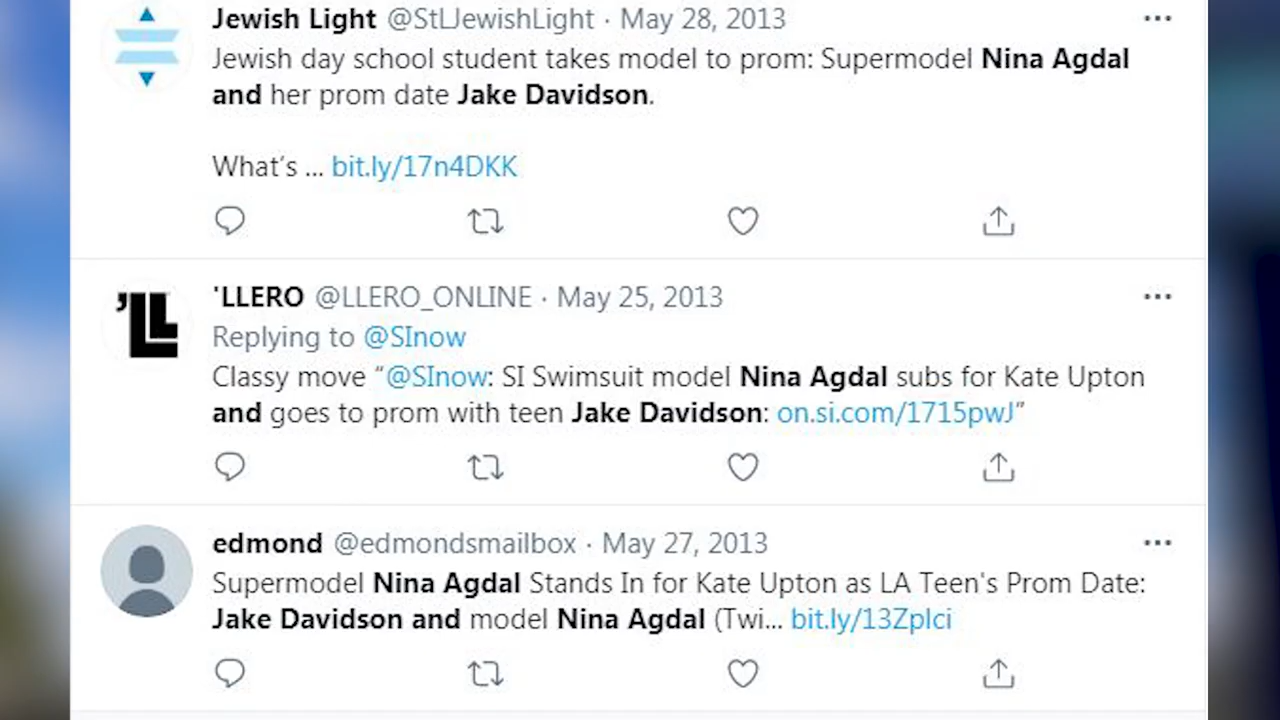 Jewish Light @StLJewishLight · May 28, 2013
Jewish day school student takes model to prom: Supermodel Nina Agdal
and her prom date Jake Davidson.
What's ... bit.ly/17n4DKK
'LL
'LLERO @LLERO_ONLINE · May 25, 2013
Replying to @SInow
Classy move “@SInow: SI Swimsuit model Nina Agdal subs for Kate Upton
and goes to prom with teen Jake Davidson: on.si.com/1715pwJ”
edmond @edmondsmailbox · May 27, 2013
Supermodel Nina Agdal Stands In for Kate Upton as LA Teen's Prom Date:
Jake Davidson and model Nina Agdal (Twi... bit.ly/13Zplci